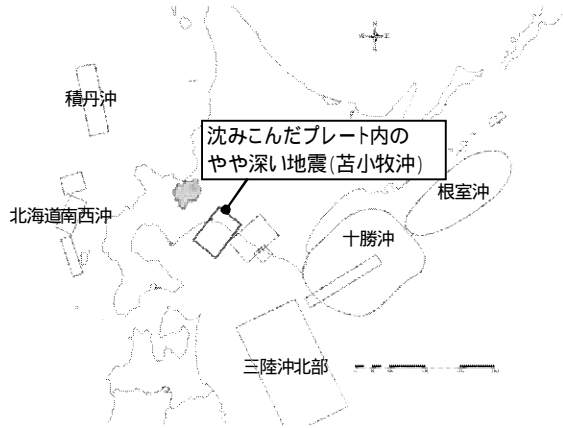 積丹沖
沈みこんだプレート内の
やや深い地震(苫小牧沖)
根室沖
北海道南西沖
十勝沖
三陸沖北部